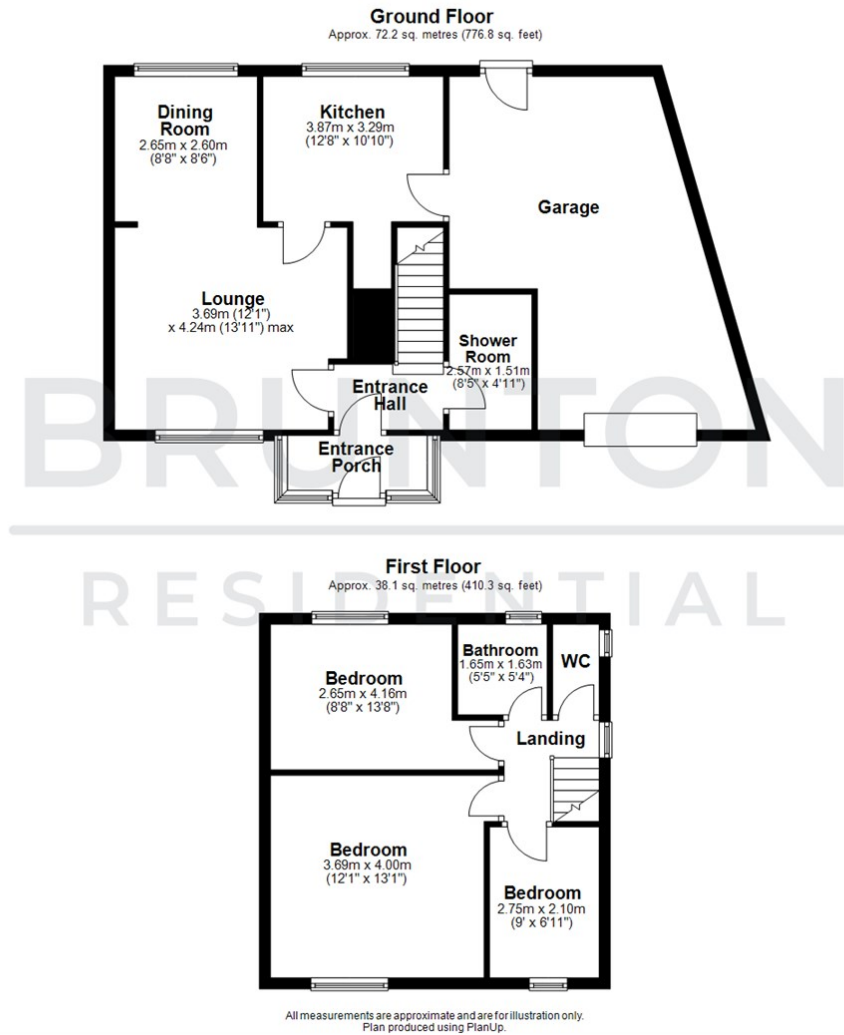 Ground Floor
Approx. 72.2 sq. metres (776.8 sq. feet)
Dining
Room
2.65m x 2.60m
(8'8" x 8'6")
Kitchen
3.87m x 3.29m
(12'8" x 10'10")
Garage
Lounge
3.69m (12'1")
x 4.24m (13'11") max
Shower
Room
2.57m x 1.51m
(8'5" x 4'11")
Entrance
Hall
Entrance
Porch
BRUNTON
RESIDENTIAL
First Floor
Approx. 38.1 sq. metres (410.3 sq. feet)
Bedroom
2.65m x 4.16m
(8'8" x 13'8")
Bathroom
1.65m x 1.63m
(5'5" x 5'4")
WC
Landing
Bedroom
3.69m x 4.00m
(12'1" x 13'1")
Bedroom
2.75m x 2.10m
(9' x 6'11")
All measurements are approximate and are for illustration only.
Plan produced using PlanUp.